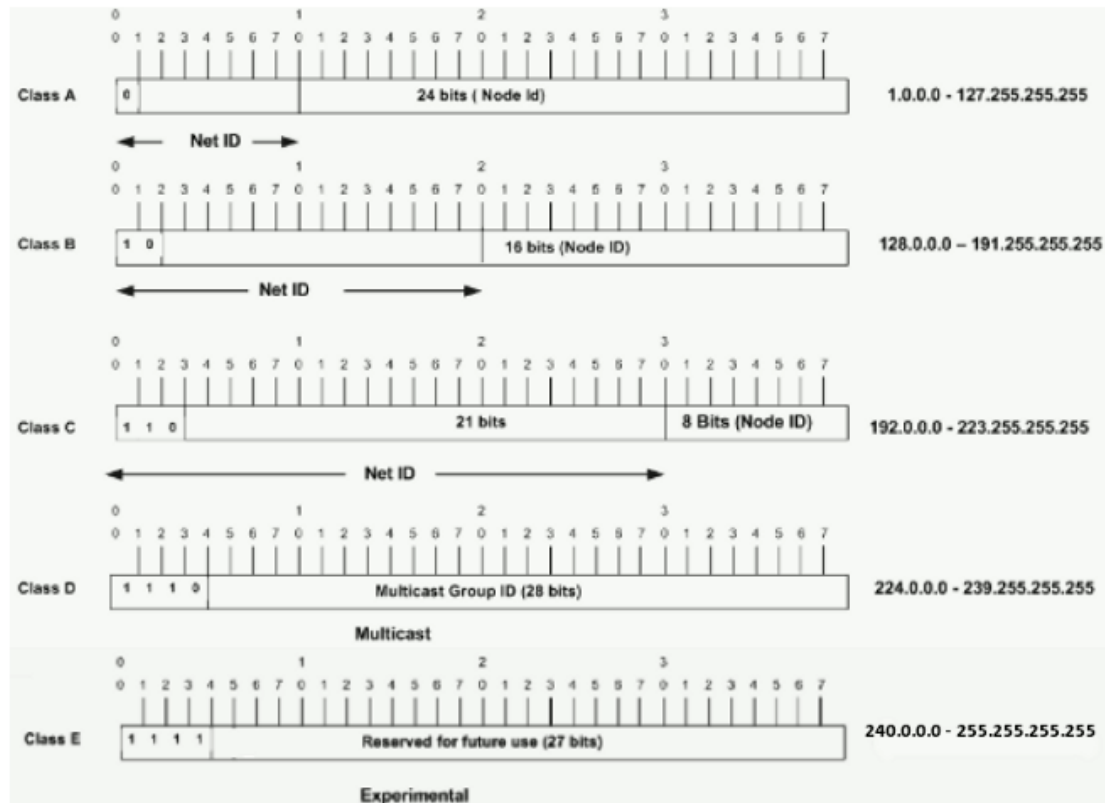 0 1 2 3
0 1 2 3 4 5 6 7 0 1 2 3 4 5 6 7 0 1 2 3 4 5 6 7 0 1 2 3 4 5 6 7
Class A 0 24 bits ( Node Id) 1.0.0.0 - 127.255.255.255
Net ID
0 1 2 3
0 1 2 3 4 5 6 7 0 1 2 3 4 5 6 7 0 1 2 3 4 5 6 7 0 1 2 3 4 5 6 7
Class B 1 0 16 bits (Node ID) 128.0.0.0 – 191.255.255.255
Net ID
0 1 2 3
0 1 2 3 4 5 6 7 0 1 2 3 4 5 6 7 0 1 2 3 4 5 6 7 0 1 2 3 4 5 6 7
Class C 1 1 0 21 bits 8 Bits (Node ID) 192.0.0.0 - 223.255.255.255
Net ID
0 1 2 3
0 1 2 3 4 5 6 7 0 1 2 3 4 5 6 7 0 1 2 3 4 5 6 7 0 1 2 3 4 5 6 7
Class D 1 1 1 0 Multicast Group ID (28 bits) 224.0.0.0 - 239.255.255.255
Multicast
0 1 2 3
0 1 2 3 4 5 6 7 0 1 2 3 4 5 6 7 0 1 2 3 4 5 6 7 0 1 2 3 4 5 6 7
Class E 1 1 1 1 Reserved for future use (27 bits) 240.0.0.0 - 255.255.255.255
Experimental